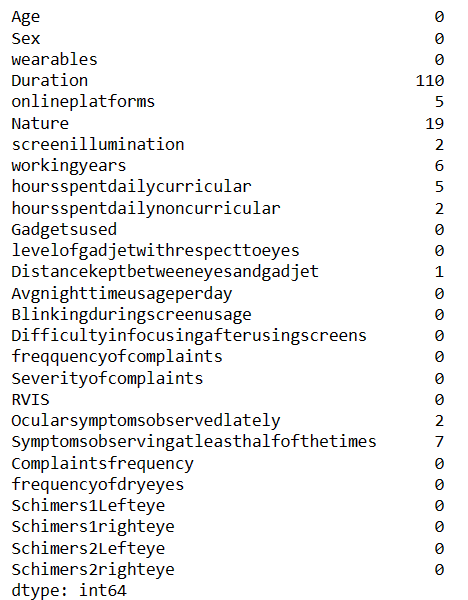 Age 0
Sex 0
wearables 0
Duration 110
onlineplatforms 5
Nature 19
screenillumination 2
workingyears 6
hoursspentdailycurricular 5
hoursspentdailynoncurricular 2
Gadgetsused 0
levelofgadjetwithrespecttoeyes 0
Distancekeptbetweeneyesandgadjet 1
Avgnighttimeusageperday 0
Blinkingduringscreenusage 0
Difficultyinfocusingafterusingscreens 0
freqquencyofcomplaints 0
Severityofcomplaints 0
RVIS 0
Ocularsymptomsobservedlately 2
Symptomsobservingatleasthalfofthetimes 7
Complaintsfrequency 0
frequencyofdryeyes 0
Schimers1Lefteye 0
Schimers1righteye 0
Schimers2Lefteye 0
Schimers2righteye 0
dtype: int64